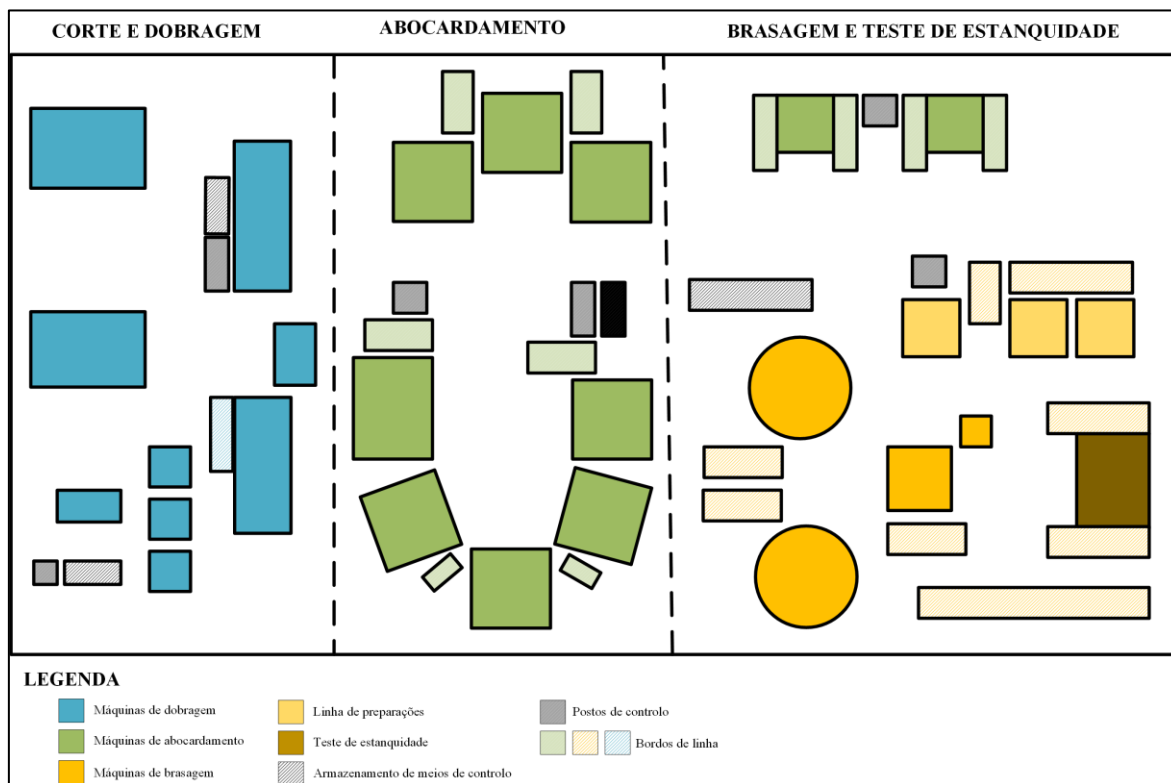 CORTE E DOBRAGEM
ABOCARDAMENTO
BRASAGEM E TESTE DE ESTANQUIDADE
LEGENDA
Máquinas de dobragem
Linha de preparações
Postos de controlo
Máquinas de abocardamento
Teste de estanquidade
Bordos de linha
Máquinas de brasagem
Armazenamento de meios de controlo